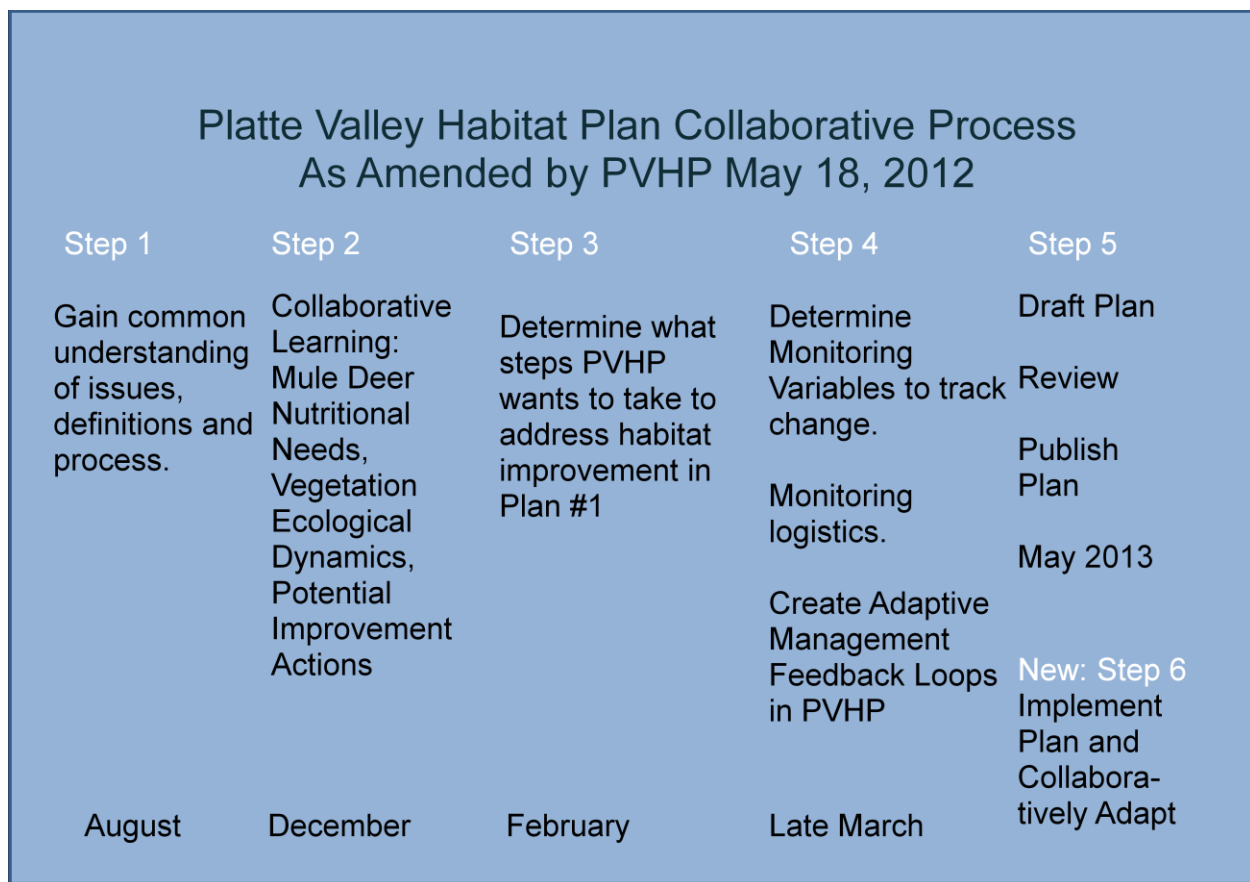 Platte Valley Habitat Plan Collaborative Process
As Amended by PVHP May 18, 2012
Step 1
Gain common
understanding
of issues,
definitions and
process.
August
Step 2
Collaborative
Learning:
Mule Deer
Nutritional
Needs,
Vegetation
Ecological
Dynamics,
Potential
Improvement
Actions
December
Step 3
Determine what
steps PVHP
wants to take to
address habitat
improvement in
Plan #1
February
Step 4
Determine
Monitoring
Variables to track
change.
Monitoring
logistics.
Create Adaptive
Management
Feedback Loops
in PVHP
Late March
Step 5
Draft Plan
Review
Publish
Plan
May 2013
New: Step 6
Implement
Plan and
Collabora-
tively Adapt